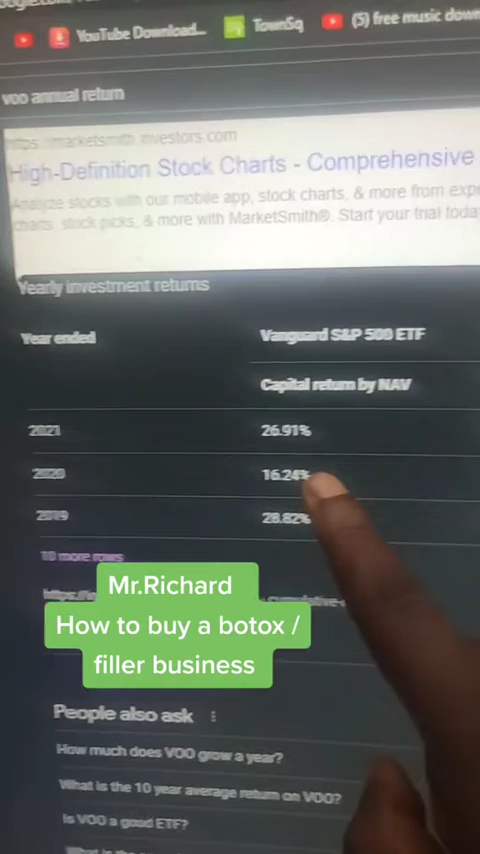 YouTube Download... TownSq (5) free music down
voo annual return
https://marketsmith.investors.com
High-Definition Stock Charts - Comprehensive
Analyze stocks with our mobile app, stock charts, & more from expe
charts, stock picks, & more with MarketSmith®. Start your trial toda
Yearly investment returns
Year ended Vanguard S&P 500 ETF
Capital return by NAV
2021 26.91%
2020 16.24%
2019 28.82%
10 more rows
Mr.Richard
How to buy a botox /
filler business
People also ask
How much does VOO grow a year?
What is the 10 year average return on VOO?
Is VOO a good ETF?